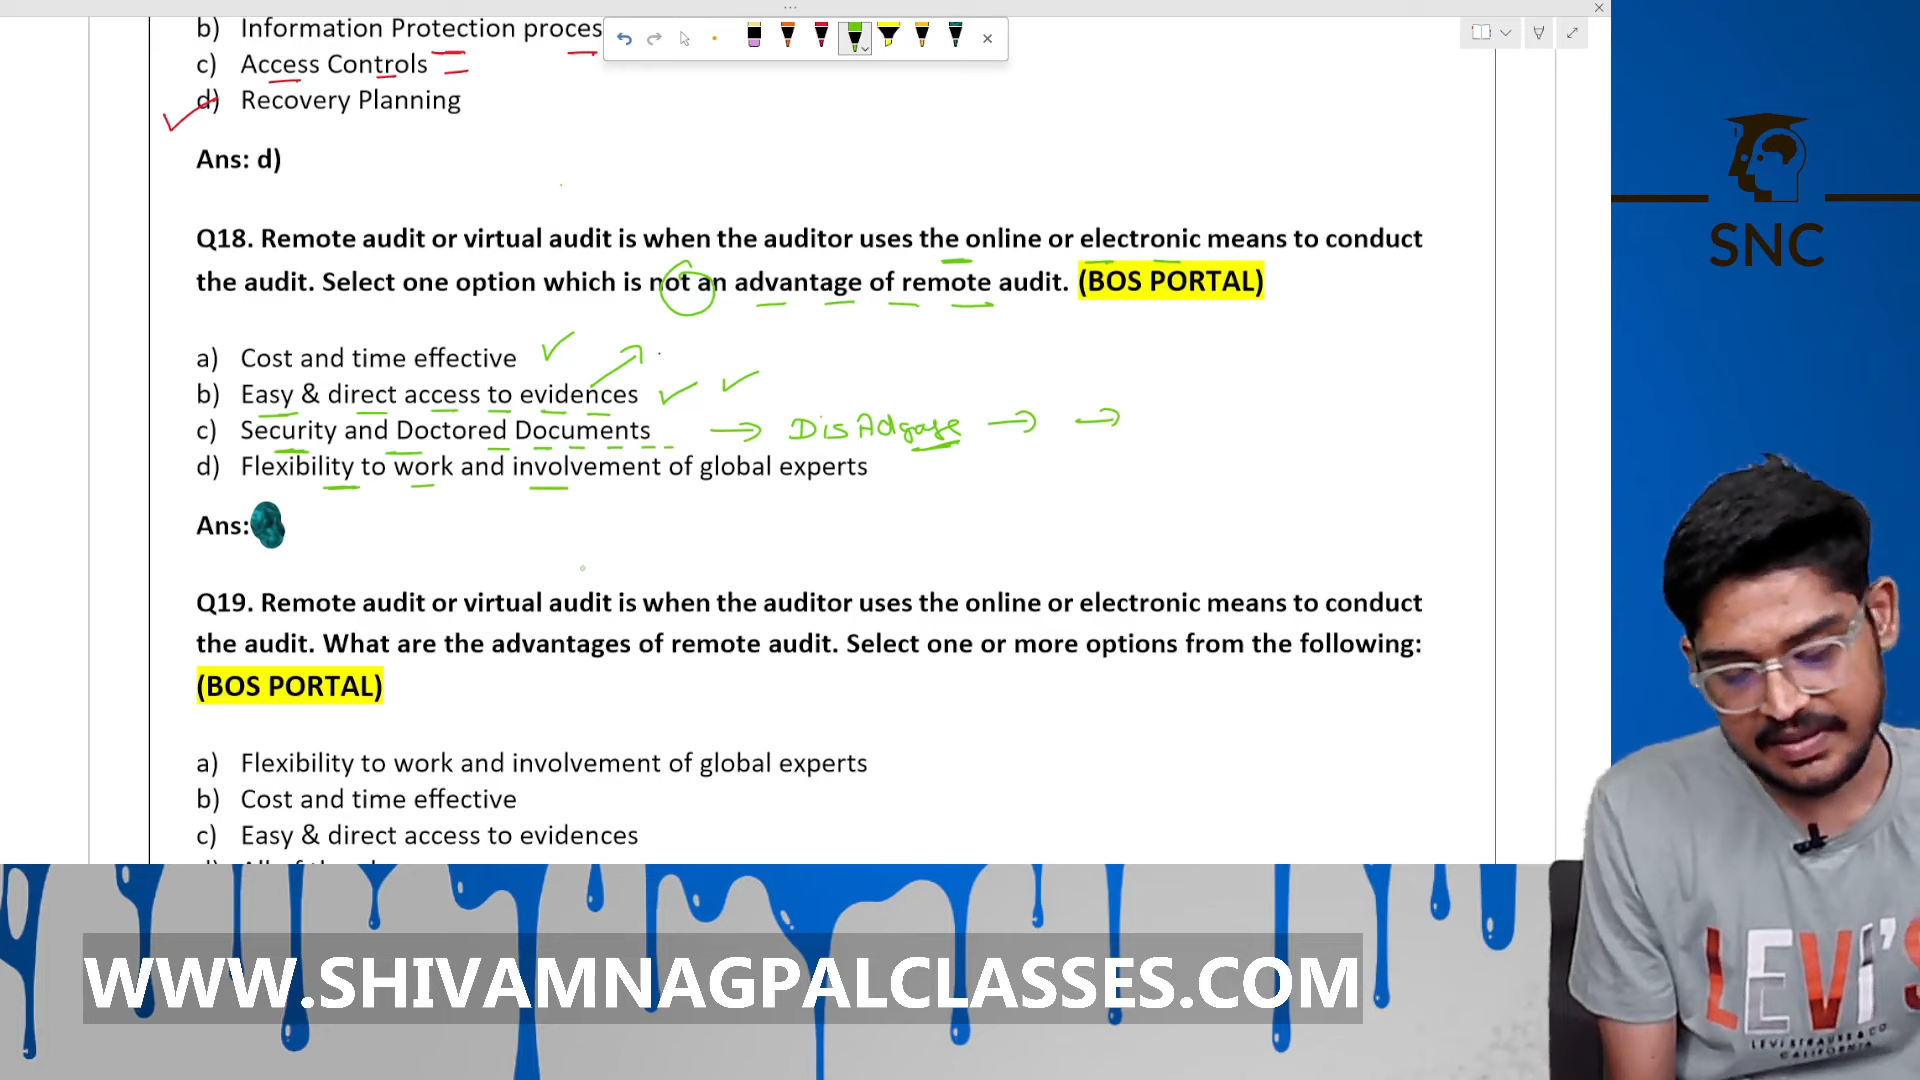 b) Information Protection proces
c) Access Controls
d) Recovery Planning
Ans: d)
Q18. Remote audit or virtual audit is when the auditor uses the online or electronic means to conduct
the audit. Select one option which is not an advantage of remote audit. (BOS PORTAL)
a) Cost and time effective
b) Easy & direct access to evidences
c) Security and Doctored Documents
d) Flexibility to work and involvement of global experts
Ans:
Q19. Remote audit or virtual audit is when the auditor uses the online or electronic means to conduct
the audit. What are the advantages of remote audit. Select one or more options from the following:
(BOS PORTAL)
a) Flexibility to work and involvement of global experts
b) Cost and time effective
c) Easy & direct access to evidences
SNC
LEVI'S
LEVI STRAUSS & CO
CALIFORNIA
WWW.SHIVAMNAGPALCLASSES.COM